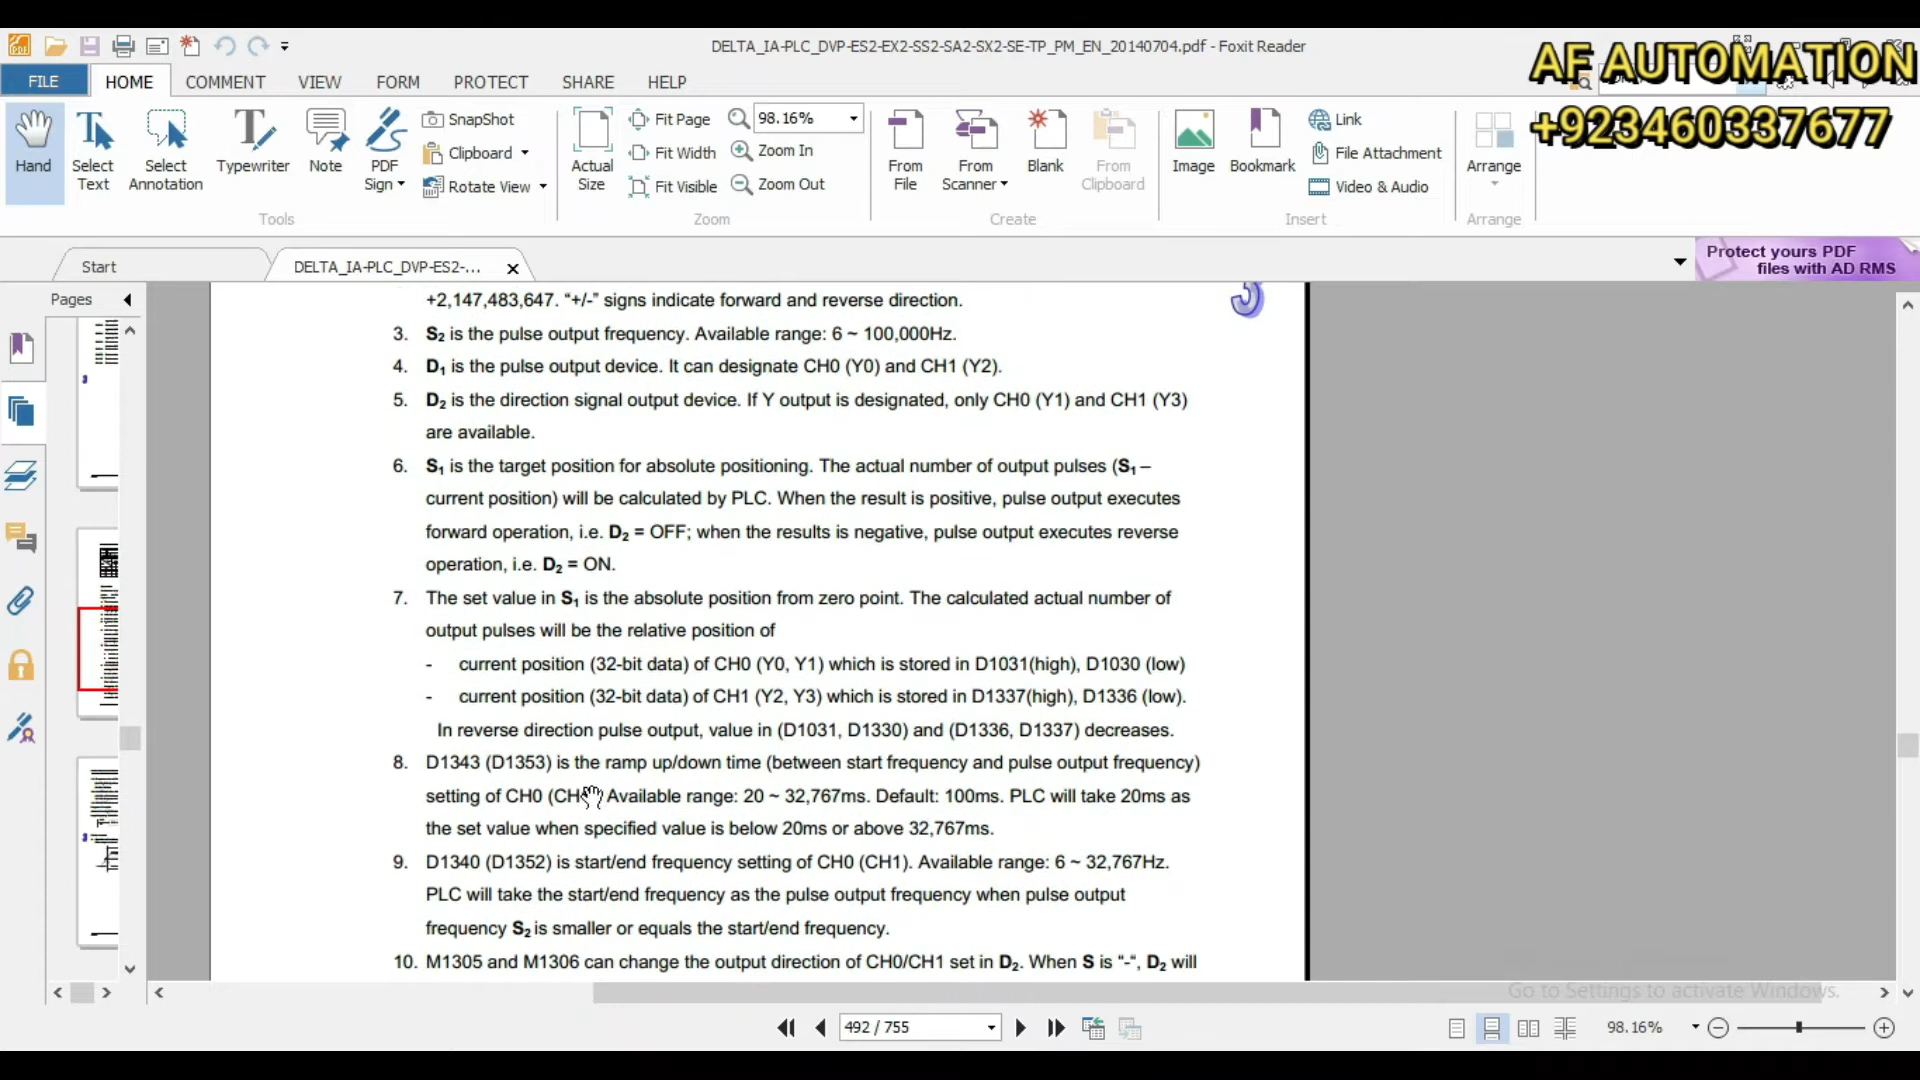 DELTA_IA-PLC_DVP-ES2-EX2-SS2-SA2-SX2-SE-TP_PM_EN_20140704.pdf - Foxit Reader
AF AUTOMATION
+923460337677
FILE HOME COMMENT VIEW FORM PROTECT SHARE HELP
Hand
Select Text
Select Annotation
Typewriter
Note
PDF Sign
SnapShot
Clipboard
Rotate View
Tools
Actual Size
Fit Page
Fit Width
Fit Visible
98.16%
Zoom In
Zoom Out
Zoom
From File
From Scanner
Blank
From Clipboard
Create
Image
Bookmark
Link
File Attachment
Video & Audio
Insert
Arrange
Arrange
Start
DELTA_IA-PLC_DVP-ES2-...
Protect yours PDF
files with AD RMS
Pages
+2,147,483,647. “+/-” signs indicate forward and reverse direction.
3. S2 is the pulse output frequency. Available range: 6 ~ 100,000Hz.
4. D1 is the pulse output device. It can designate CH0 (Y0) and CH1 (Y2).
5. D2 is the direction signal output device. If Y output is designated, only CH0 (Y1) and CH1 (Y3)
are available.
6. S1 is the target position for absolute positioning. The actual number of output pulses (S1 –
current position) will be calculated by PLC. When the result is positive, pulse output executes
forward operation, i.e. D2 = OFF; when the results is negative, pulse output executes reverse
operation, i.e. D2 = ON.
7. The set value in S1 is the absolute position from zero point. The calculated actual number of
output pulses will be the relative position of
- current position (32-bit data) of CH0 (Y0, Y1) which is stored in D1031(high), D1030 (low)
- current position (32-bit data) of CH1 (Y2, Y3) which is stored in D1337(high), D1336 (low).
In reverse direction pulse output, value in (D1031, D1330) and (D1336, D1337) decreases.
8. D1343 (D1353) is the ramp up/down time (between start frequency and pulse output frequency)
setting of CH0 (CH Available range: 20 ~ 32,767ms. Default: 100ms. PLC will take 20ms as
the set value when specified value is below 20ms or above 32,767ms.
9. D1340 (D1352) is start/end frequency setting of CH0 (CH1). Available range: 6 ~ 32,767Hz.
PLC will take the start/end frequency as the pulse output frequency when pulse output
frequency S2 is smaller or equals the start/end frequency.
10. M1305 and M1306 can change the output direction of CH0/CH1 set in D2. When S is “-“, D2 will
Go to Settings to activate Windows.
492 / 755
98.16%